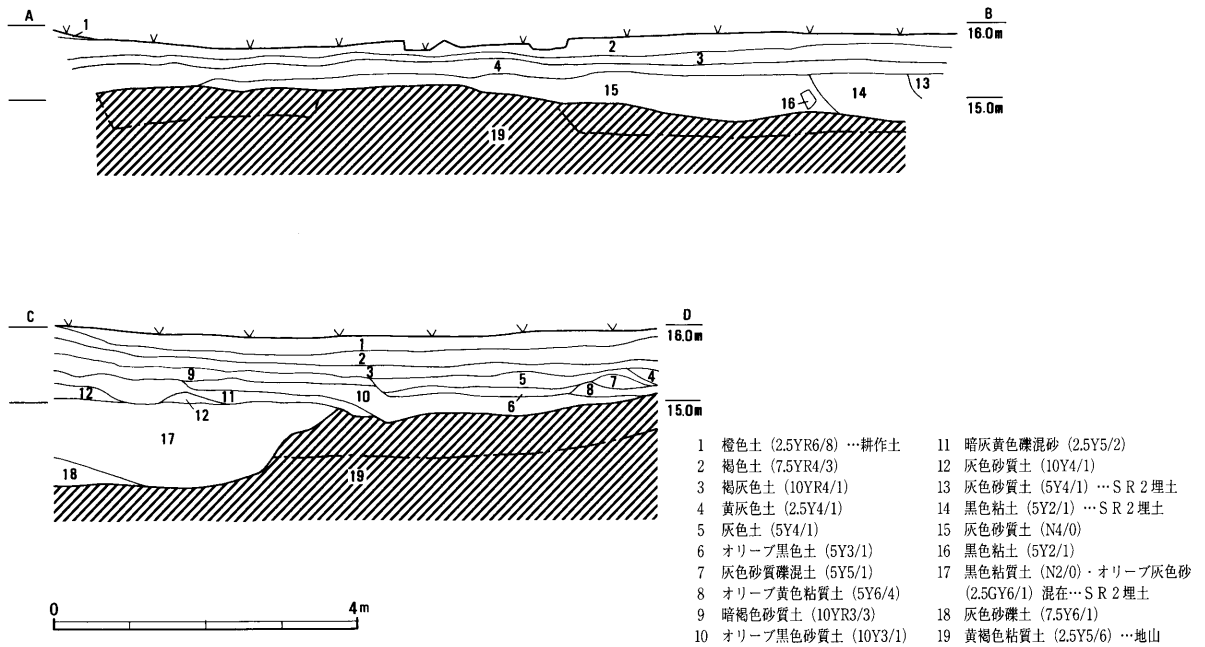 A
1
B
16.0m
2
3
4
13
15
14
16
15.0m
19
C
D
16.0m
1
2
3
9
5
7
4
12
11
10
8
12
6
15.0m
17
18
19
0
4m
1 橙色土 (2.5YR6/8) …耕作土
2 褐色土 (7.5YR4/3)
3 褐灰色土 (10YR4/1)
4 黄灰色土 (2.5Y4/1)
5 灰色土 (5Y4/1)
6 オリーブ黒色土 (5Y3/1)
7 灰色砂質礫混土 (5Y5/1)
8 オリーブ黄色粘質土 (5Y6/4)
9 暗褐色砂質土 (10YR3/3)
10 オリーブ黒色砂質土 (10Y3/1)
11 暗灰黄色礫混砂 (2.5Y5/2)
12 灰色砂質土 (10Y4/1)
13 灰色砂質土 (5Y4/1) …SR2埋土
14 黒色粘土 (5Y2/1) …SR2埋土
15 灰色砂質土 (N4/0)
16 黒色粘土 (5Y2/1)
17 黒色粘質土 (N2/0)・オリーブ灰色砂
(2.5GY6/1) 混在…SR2埋土
18 灰色砂礫土 (7.5Y6/1)
19 黄褐色粘質土 (2.5Y5/6) …地山